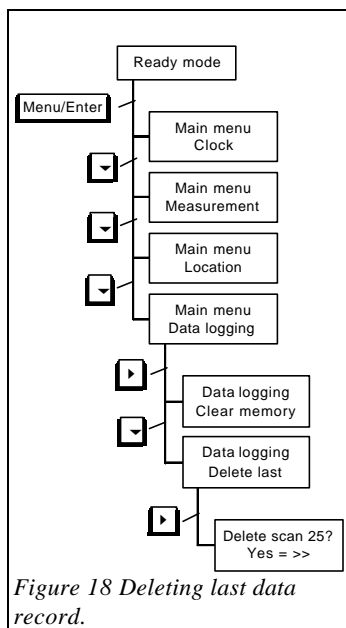 Ready mode
Menu/Enter
Main menu
Clock
Main menu
Measurement
Main menu
Location
Main menu
Data logging
Data logging
Clear memory
Data logging
Delete last
Delete scan 25?
Yes = >>
Figure 18 Deleting last data
record.